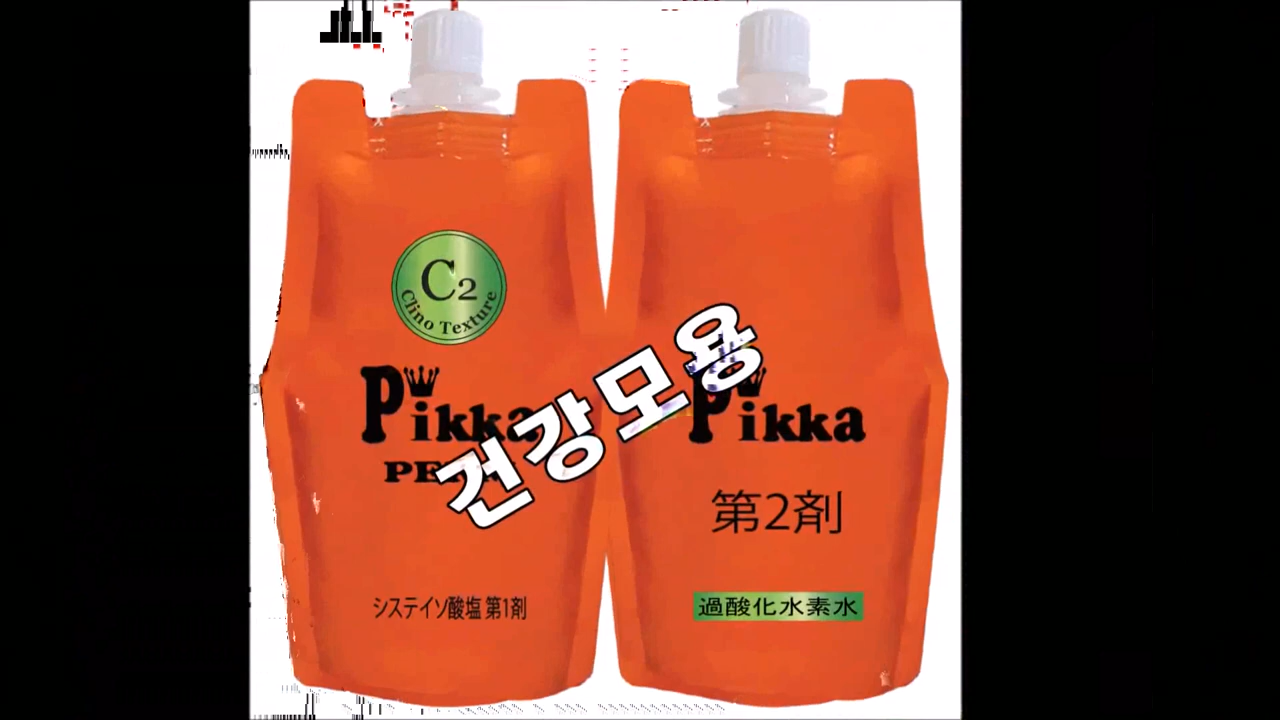 C2
Clino Texture
Pikka
システイソ酸塩 第1剤
건강모용
Pikka
第2剤
過酸化水素水